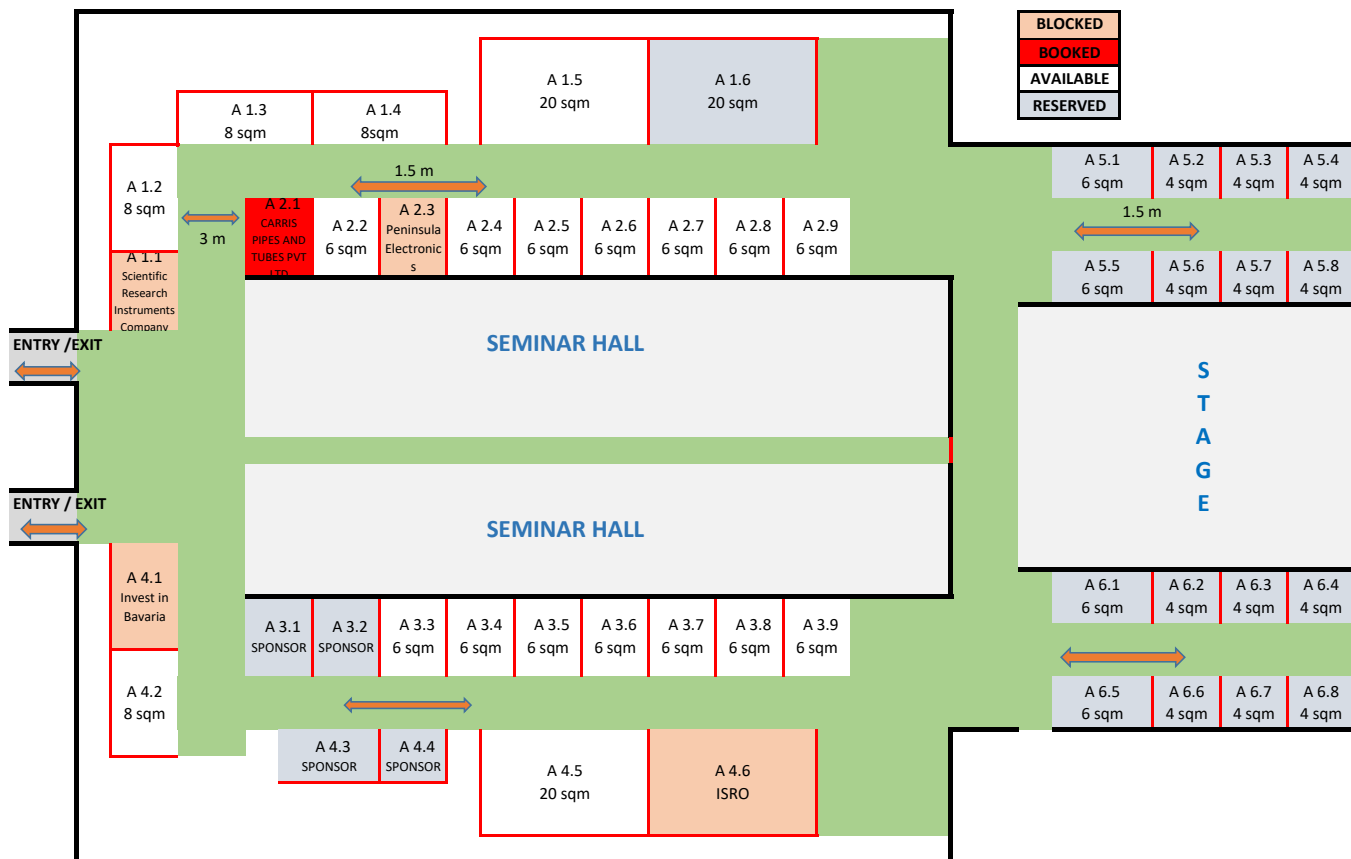 BLOCKED
BOOKED
AVAILABLE
RESERVED
A 1.5
20 sqm
A 1.6
20 sqm
A 1.3
8 sqm
A 1.4
8sqm
A 1.2
8 sqm
1.5 m
3 m
A 1.1
Scientific
Research
Instruments
Company
A 2.1
CARRIS
PIPES AND
TUBES PVT
LTD
A 2.2
6 sqm
A 2.3
Peninsula
Electronic
s
A 2.4
6 sqm
A 2.5
6 sqm
A 2.6
6 sqm
A 2.7
6 sqm
A 2.8
6 sqm
A 2.9
6 sqm
A 5.1
6 sqm
A 5.2
4 sqm
A 5.3
4 sqm
A 5.4
4 sqm
1.5 m
A 5.5
6 sqm
A 5.6
4 sqm
A 5.7
4 sqm
A 5.8
4 sqm
ENTRY /EXIT
SEMINAR HALL
S
T
A
G
E
ENTRY / EXIT
SEMINAR HALL
A 4.1
Invest in
Bavaria
A 4.2
8 sqm
A 3.1
SPONSOR
A 3.2
SPONSOR
A 3.3
6 sqm
A 3.4
6 sqm
A 3.5
6 sqm
A 3.6
6 sqm
A 3.7
6 sqm
A 3.8
6 sqm
A 3.9
6 sqm
A 6.1
6 sqm
A 6.2
4 sqm
A 6.3
4 sqm
A 6.4
4 sqm
A 6.5
6 sqm
A 6.6
4 sqm
A 6.7
4 sqm
A 6.8
4 sqm
A 4.3
SPONSOR
A 4.4
SPONSOR
A 4.5
20 sqm
A 4.6
ISRO